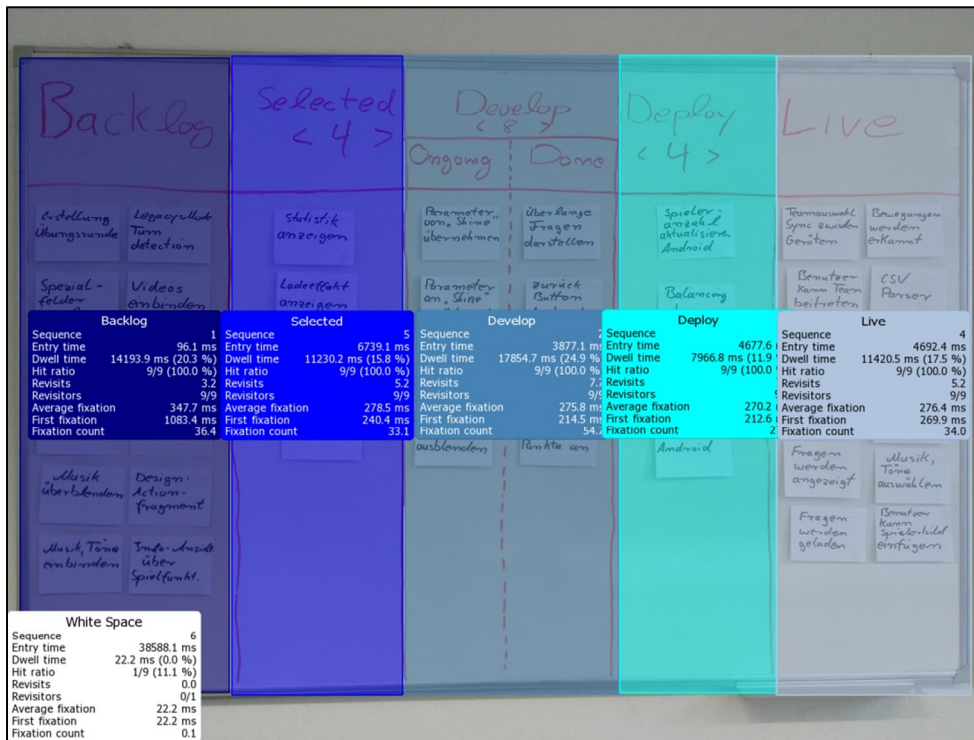 Backlog
Selected
< 4 >
Develop
< 8 >
Ongoing
Done
Deploy
< 4 >
Live
Erstellung
Übungsrunde
LegacyMode
Turn
detection
Spezial-
felder
Videos
einbinden
Statistik
anzeigen
Ladeeffekt
anzeigen
Parameter
von "Shine"
übernehmen
Parameter
an "Shine"
überlange
Fragen
darstellen
zurück
Button
Spieler-
anzahl
aktualisieren
Android
Balancing
Teamauswahl
Sync zwischen
Geräten
Bewegungen
werden
erkannt
Benutzer
kann Team
beitreten
CSV
Parser
Backlog
Sequence 1
Entry time 96.1 ms
Dwell time 14193.9 ms (20.3 %)
Hit ratio 9/9 (100.0 %)
Revisits 3.2
Revisitors 9/9
Average fixation 347.7 ms
First fixation 1083.4 ms
Fixation count 36.4
Selected
Sequence 5
Entry time 6739.1 ms
Dwell time 11230.2 ms (15.8 %)
Hit ratio 9/9 (100.0 %)
Revisits 5.2
Revisitors 9/9
Average fixation 278.5 ms
First fixation 240.4 ms
Fixation count 33.1
Develop
Sequence
Entry time 3877.1 ms
Dwell time 17854.7 ms (24.9 %
Hit ratio 9/9 (100.0 %
Revisits
Revisitors
Average fixation 275.8 ms
First fixation 214.5 ms
Fixation count
Deploy
Sequence
Entry time 4677.6
Dwell time 7966.8 ms (11.9
Hit ratio 9/9 (100.0 %
Revisits
Revisitors
Average fixation 270.2
First fixation 212.6
Fixation count
Live
Sequence 4
Entry time 4692.4 ms
Dwell time 11420.5 ms (17.5 %)
Hit ratio 9/9 (100.0 %)
Revisits 5.2
Revisitors 9/9
Average fixation 276.4 ms
First fixation 269.9 ms
Fixation count 34.0
ausblenden
Punkte an
Android
Musik
überblenden
Design-
Action-
fragment
Fragen
werden
angezeigt
Musik,
Töne
auswählen
Musik, Töne
einbinden
Info-Ansicht
über
Spielfunkt.
Fragen
werden
geladen
Benutzer
kann
Spielerbild
einfügen
White Space
Sequence 6
Entry time 38588.1 ms
Dwell time 22.2 ms (0.0 %)
Hit ratio 1/9 (11.1 %)
Revisits 0.0
Revisitors 0/1
Average fixation 22.2 ms
First fixation 22.2 ms
Fixation count 0.1